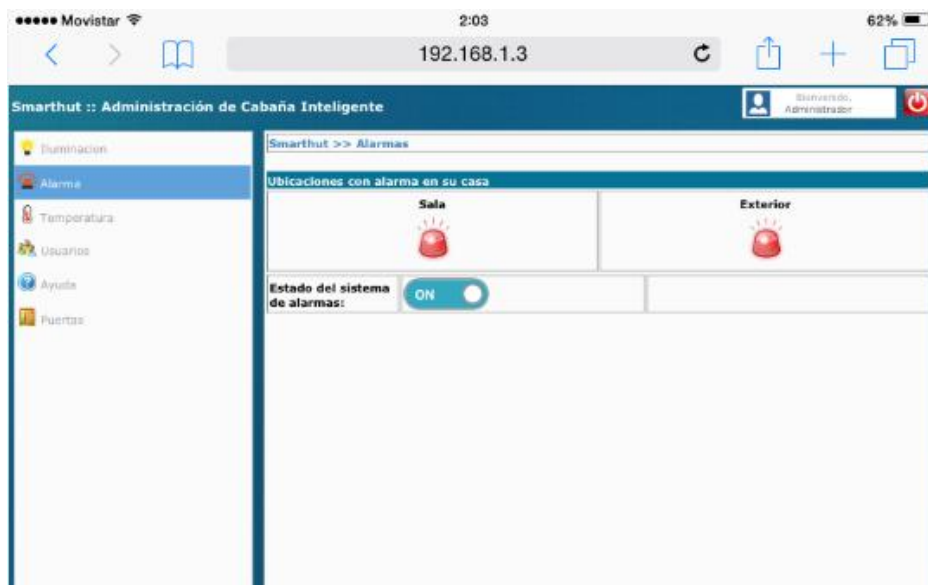 Movistar 2:03 62%
192.168.1.3
Smarthut :: Administración de Cabaña Inteligente
Bienvenido,
Administrador
Iluminacion
Alarma
Temperatura
Usuarios
Ayuda
Puertas
Smarthut >> Alarmas
Ubicaciones con alarma en su casa
Sala Exterior
Estado del sistema
de alarmas:
ON